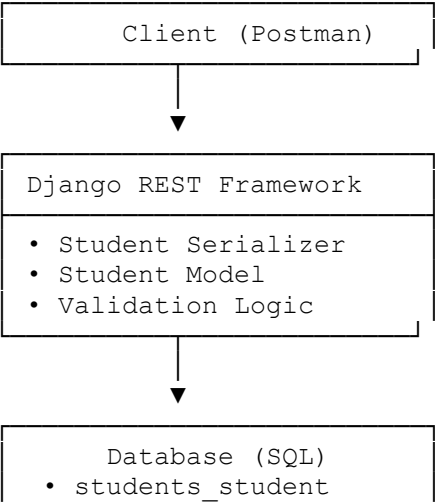 Client (Postman)
Django REST Framework
• Student Serializer
• Student Model
• Validation Logic
Database (SQL)
• students_student